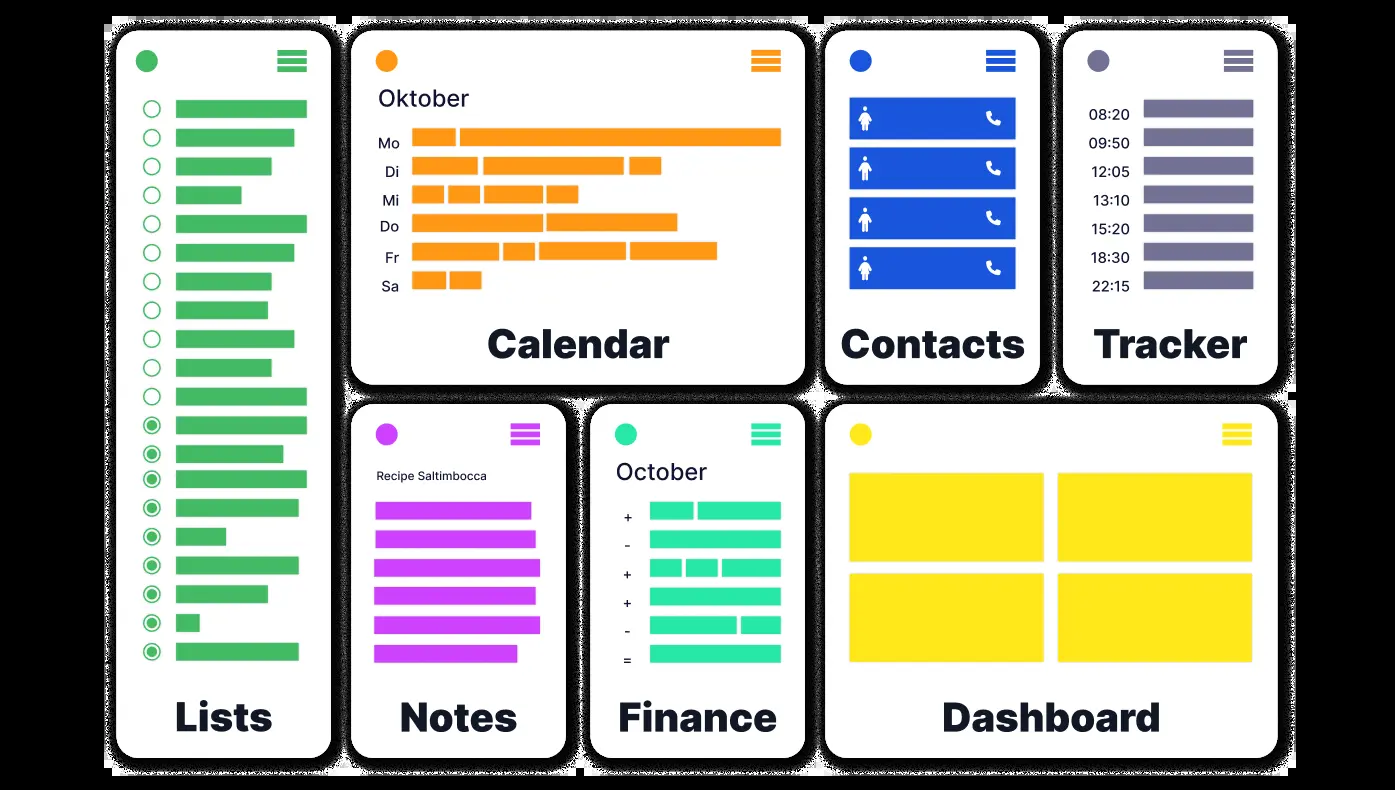 Lists
Oktober
Mo
Di
Mi
Do
Fr
Sa
Calendar
Contacts
08:20
09:50
12:05
13:10
15:20
18:30
22:15
Tracker
Recipe Saltimbocca
Notes
October
+
-
+
+
-
=
Finance
Dashboard